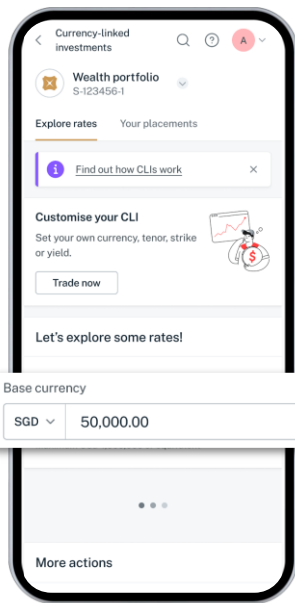 Currency-linked
investments
A
Wealth portfolio
S-123456-1
Explore rates Your placements
i Find out how CLIs work
Customise your CLI
Set your own currency, tenor, strike
or yield.
$
Trade now
Let's explore some rates!
Base currency
SGD 50,000.00
More actions